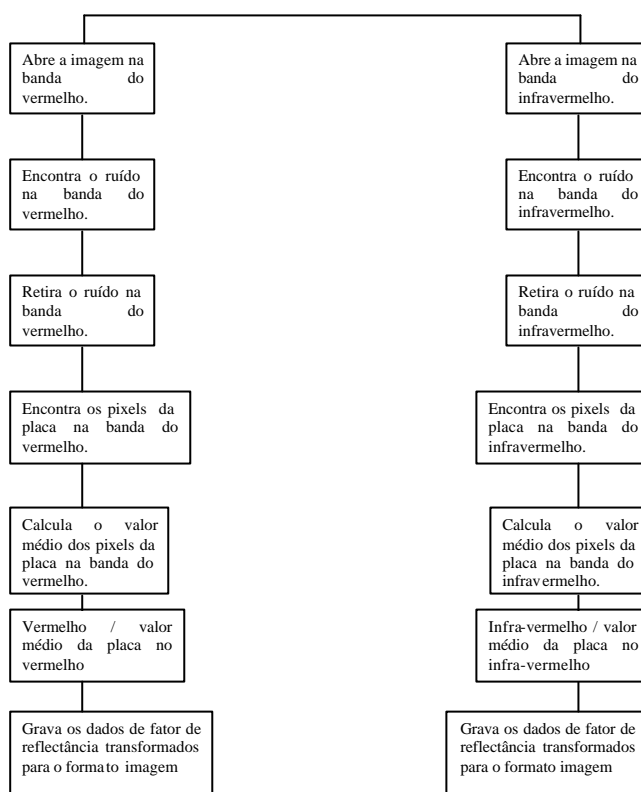 Abre a imagem na
banda do
vermelho.
Encontra o ruído
na banda do
vermelho.
Retira o ruído na
banda do
vermelho.
Encontra os pixels da
placa na banda do
vermelho.
Calcula o valor
médio dos pixels da
placa na banda do
vermelho.
Vermelho / valor
médio da placa no
vermelho
Grava os dados de fator de
reflectância transformados
para o formato imagem
Abre a imagem na
banda do
infravermelho.
Encontra o ruído
na banda do
infravermelho.
Retira o ruído na
banda do
infravermelho.
Encontra os pixels da
placa na banda do
infravermelho.
Calcula o valor
médio dos pixels da
placa na banda do
infravermelho.
Infra-vermelho / valor
médio da placa no
infra-vermelho
Grava os dados de fator de
reflectância transformados
para o formato imagem